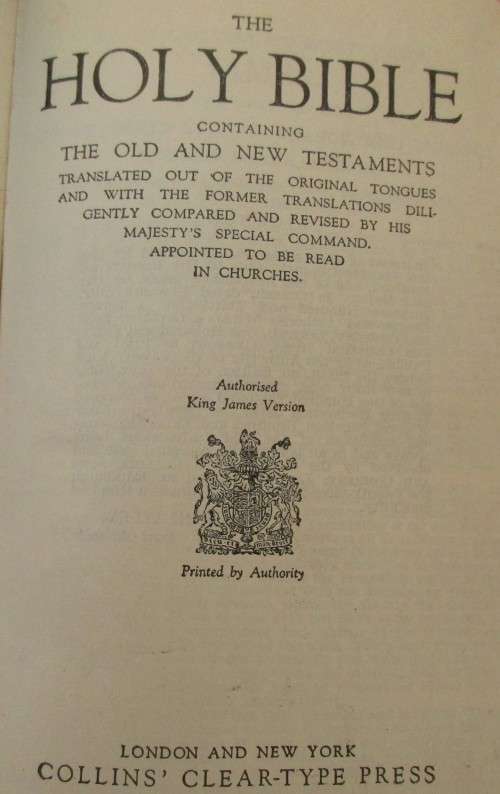 THE
HOLY BIBLE
CONTAINING
THE OLD AND NEW TESTAMENTS
TRANSLATED OUT OF THE ORIGINAL TONGUES
AND WITH THE FORMER TRANSLATIONS DILI-
GENTLY COMPARED AND REVISED BY HIS
MAJESTY'S SPECIAL COMMAND.
APPOINTED TO BE READ
IN CHURCHES.
Authorised
King James Version
Printed by Authority
LONDON AND NEW YORK
COLLINS' CLEAR-TYPE PRESS